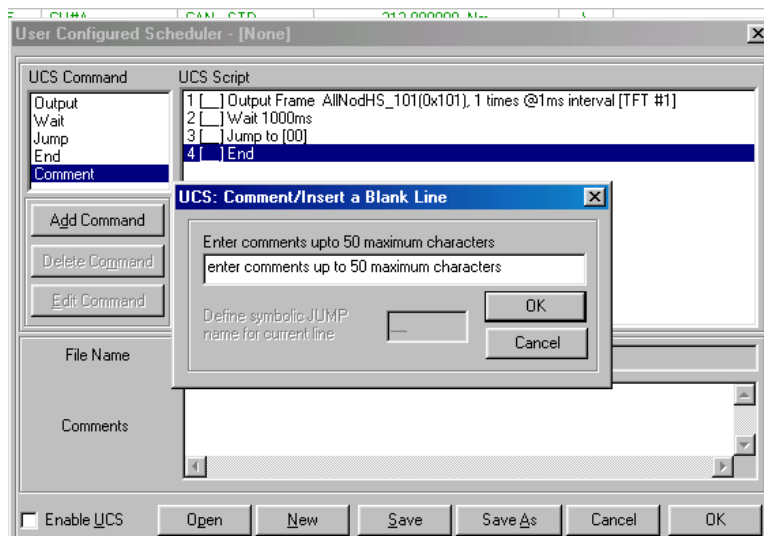 User Configured Scheduler - [None]
UCS Command
UCS Script
Output
Wait
Jump
End
Comment
1 [__] Output Frame AllNodHS_101(0x101), 1 times @1ms interval [TFT #1]
2 [__] Wait 1000ms
3 [__] Jump to [00]
4 [__] End
UCS: Comment/Insert a Blank Line
Enter comments upto 50 maximum characters
enter comments up to 50 maximum characters
Define symbolic JUMP
name for current line
__
OK
Cancel
Add Command
Delete Command
Edit Command
File Name
Comments
Enable UCS
Open
New
Save
Save As
Cancel
OK